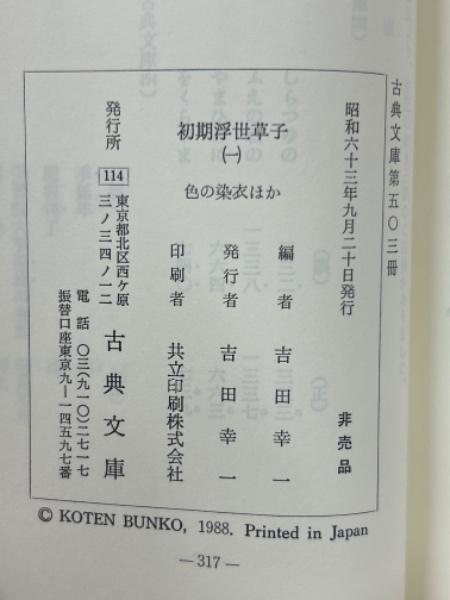 古典文庫第五〇三冊
昭和六十三年九月二十日発行
非売品
初期浮世草子
㈠
色の染衣ほか
編者 吉田幸一
発行者 吉田幸一
印刷者 共立印刷株式会社
発行所
114
東京都北区西ケ原
三ノ三四ノ一二
古典文庫
電話 〇三(九一〇)二七一七
振替口座東京九―一四五九七番
© KOTEN BUNKO, 1988. Printed in Japan
— 317 —